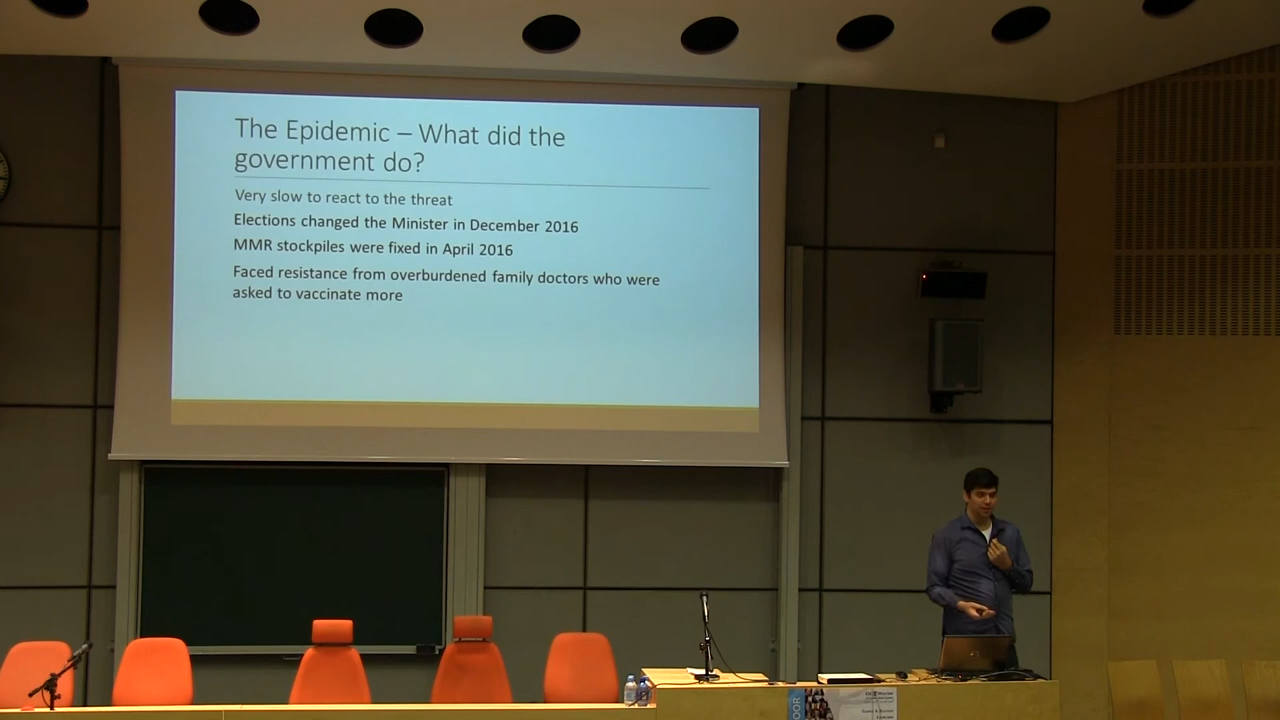 The Epidemic – What did the
government do?
Very slow to react to the threat
Elections changed the Minister in December 2016
MMR stockpiles were fixed in April 2016
Faced resistance from overburdened family doctors who were
asked to vaccinate more